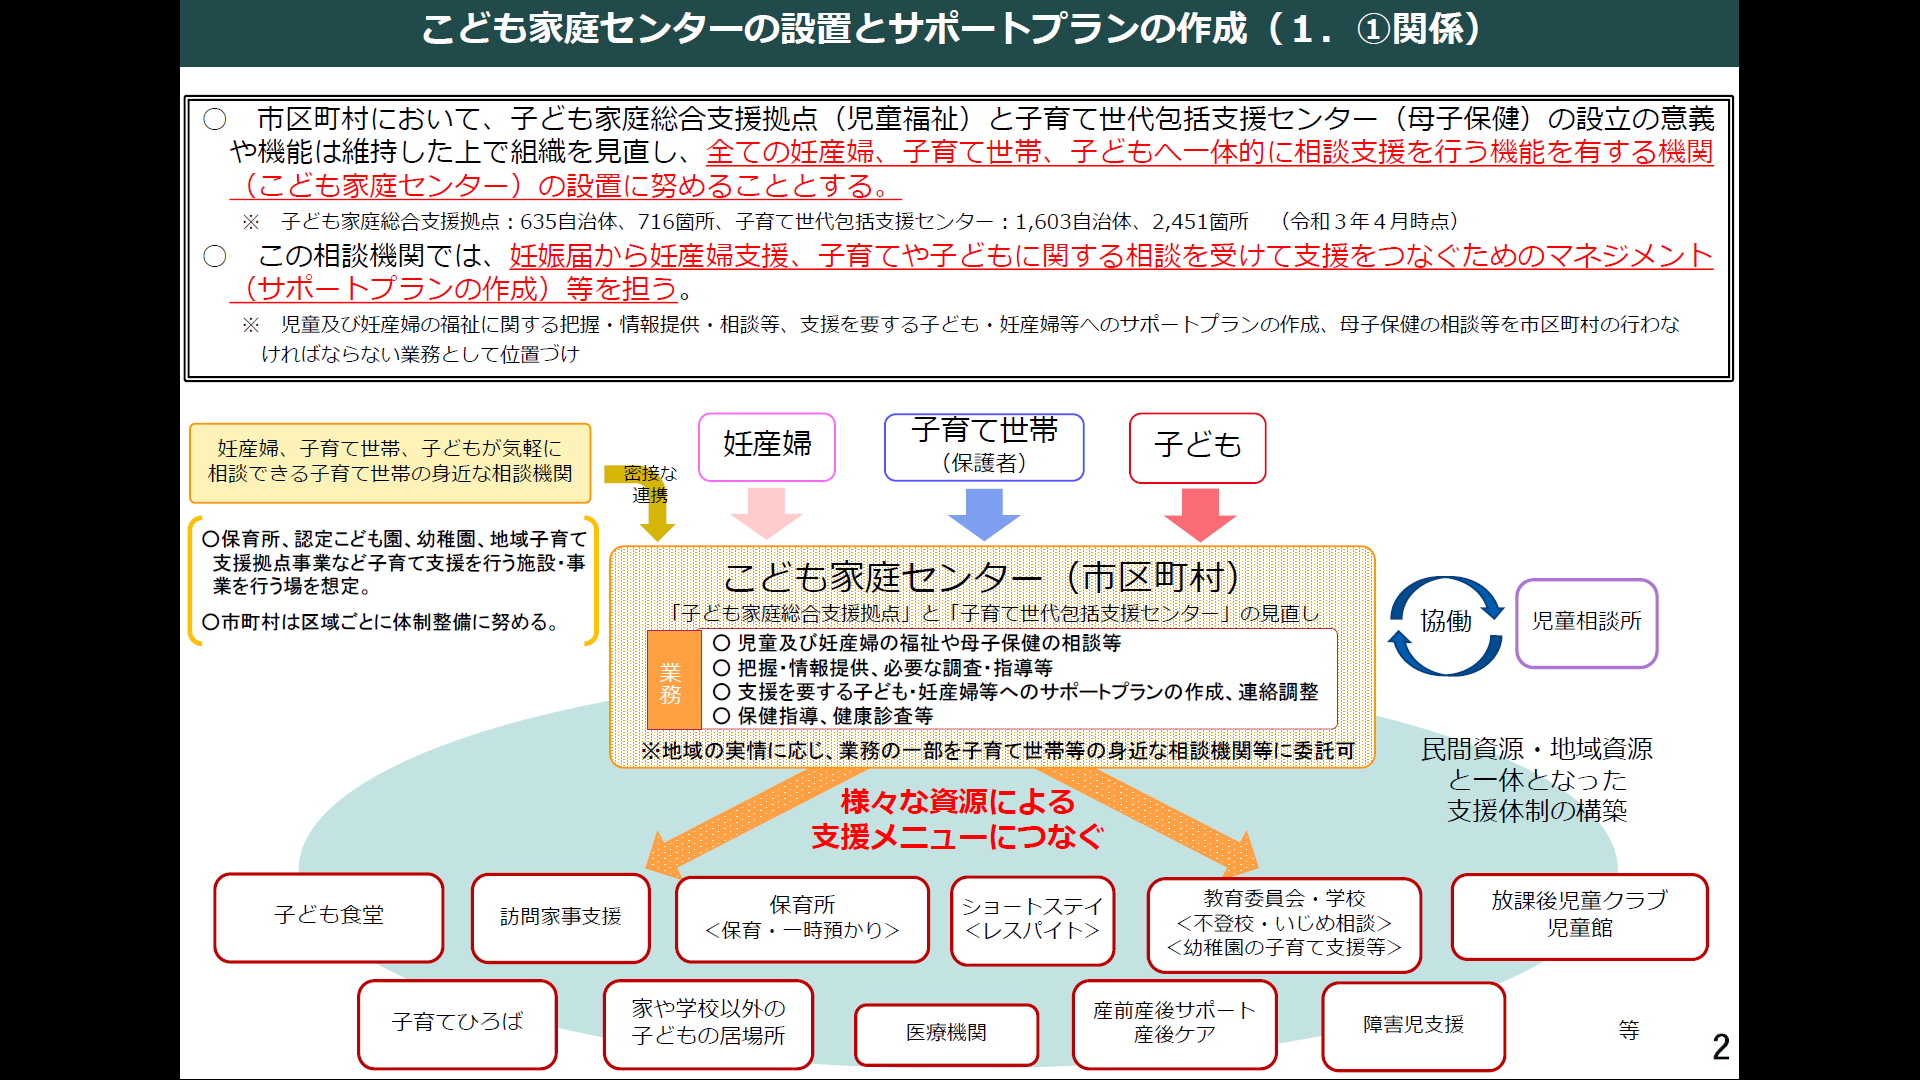 こども家庭センターの設置とサポートプランの作成（１．①関係）
○　市区町村において、子ども家庭総合支援拠点（児童福祉）と子育て世代包括支援センター（母子保健）の設立の意義
や機能は維持した上で組織を見直し、全ての妊産婦、子育て世帯、子どもへ一体的に相談支援を行う機能を有する機関
（こども家庭センター）の設置に努めることとする。
※　子ども家庭総合支援拠点：635自治体、716箇所、子育て世代包括支援センター：1,603自治体、2,451箇所　（令和３年４月時点）
○　この相談機関では、妊娠届から妊産婦支援、子育てや子どもに関する相談を受けて支援をつなぐためのマネジメント
（サポートプランの作成）等を担う。
※　児童及び妊産婦の福祉に関する把握・情報提供・相談等、支援を要する子ども・妊産婦等へのサポートプランの作成、母子保健の相談等を市区町村の行わな
ければならない業務として位置づけ
妊産婦、子育て世帯、子どもが気軽に
相談できる子育て世帯の身近な相談機関
○保育所、認定こども園、幼稚園、地域子育て
支援拠点事業など子育て支援を行う施設・事
業を行う場を想定。
○市町村は区域ごとに体制整備に努める。
密接な
連携
妊産婦
子育て世帯
（保護者）
子ども
こども家庭センター（市区町村）
「子ども家庭総合支援拠点」と「子育て世代包括支援センター」の見直し
業
務
○ 児童及び妊産婦の福祉や母子保健の相談等
○ 把握・情報提供、必要な調査・指導等
○ 支援を要する子ども・妊産婦等へのサポートプランの作成、連絡調整
○ 保健指導、健康診査等
※地域の実情に応じ、業務の一部を子育て世帯等の身近な相談機関等に委託可
協働
児童相談所
民間資源・地域資源
と一体となった
支援体制の構築
様々な資源による
支援メニューにつなぐ
子ども食堂
訪問家事支援
保育所
＜保育・一時預かり＞
ショートステイ
＜レスパイト＞
教育委員会・学校
＜不登校・いじめ相談＞
＜幼稚園の子育て支援等＞
放課後児童クラブ
児童館
子育てひろば
家や学校以外の
子どもの居場所
医療機関
産前産後サポート
産後ケア
障害児支援
等
2